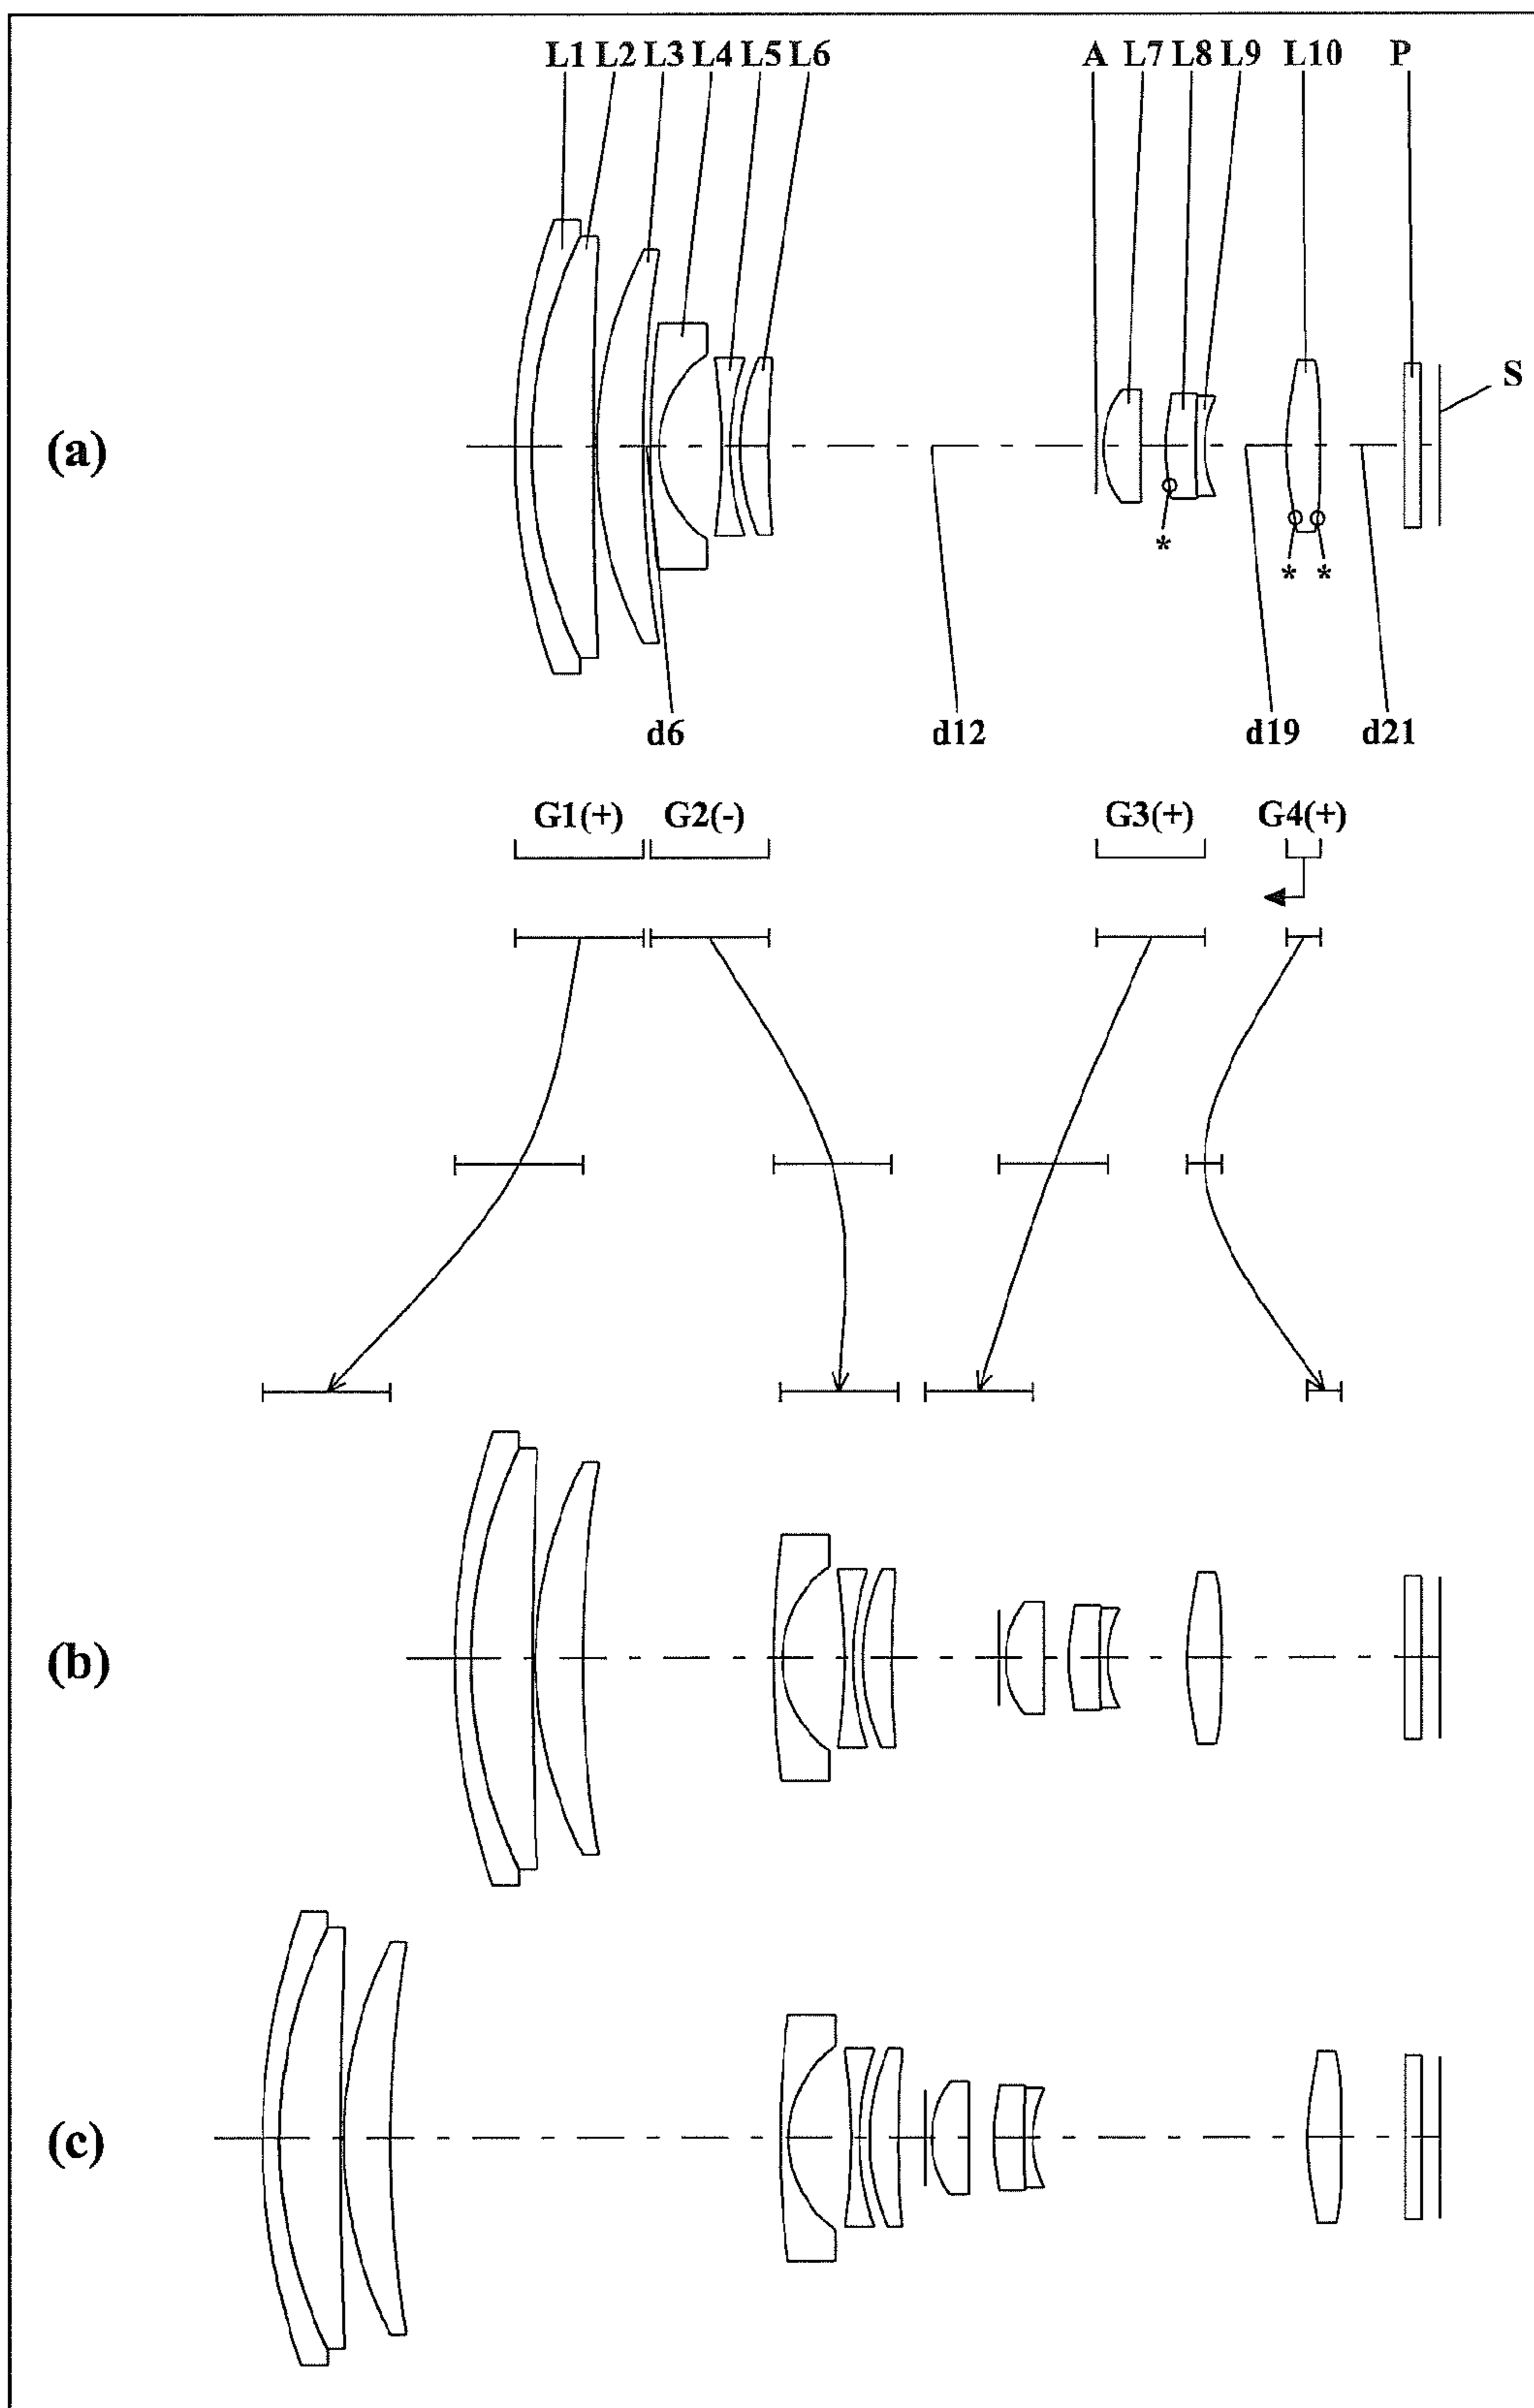 L1 L2 L3 L4 L5 L6 A L7 L8 L9 L10 P
S
(a)
*
* *
d6 d12 d19 d21
G1(+) G2(-) G3(+) G4(+)
(b)
(c)